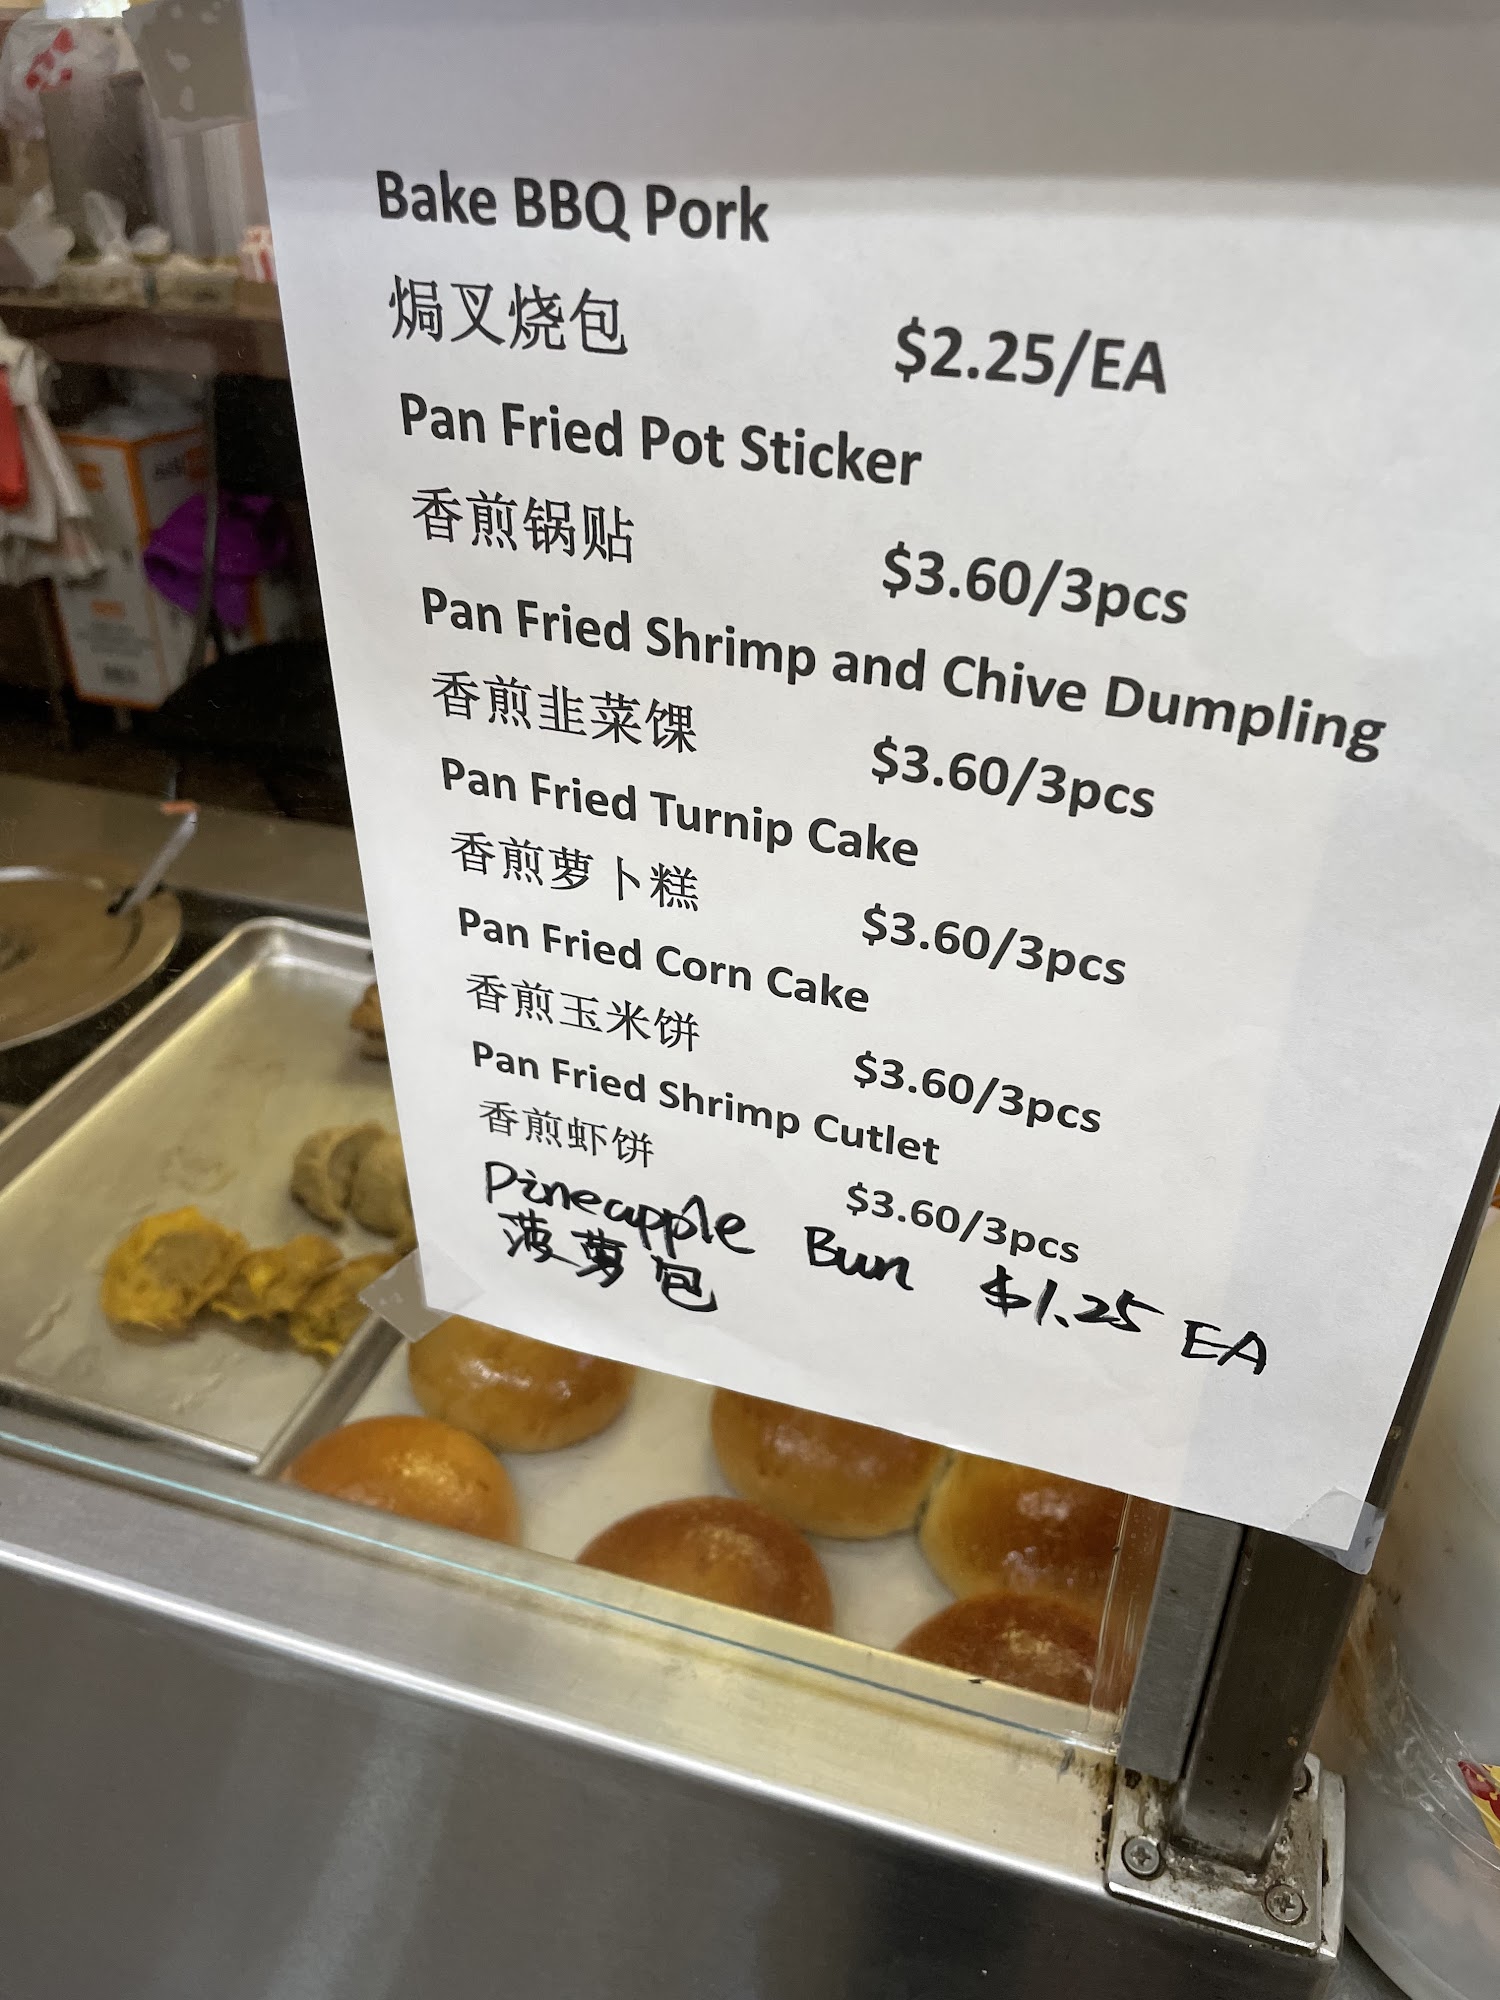 Bake BBQ Pork
焗叉烧包 $2.25/EA
Pan Fried Pot Sticker
香煎锅贴 $3.60/3pcs
Pan Fried Shrimp and Chive Dumpling
香煎韭菜馃 $3.60/3pcs
Pan Fried Turnip Cake
香煎萝卜糕 $3.60/3pcs
Pan Fried Corn Cake
香煎玉米饼 $3.60/3pcs
Pan Fried Shrimp Cutlet
香煎虾饼 $3.60/3pcs
Pineapple Bun $1.25 EA
菠萝包